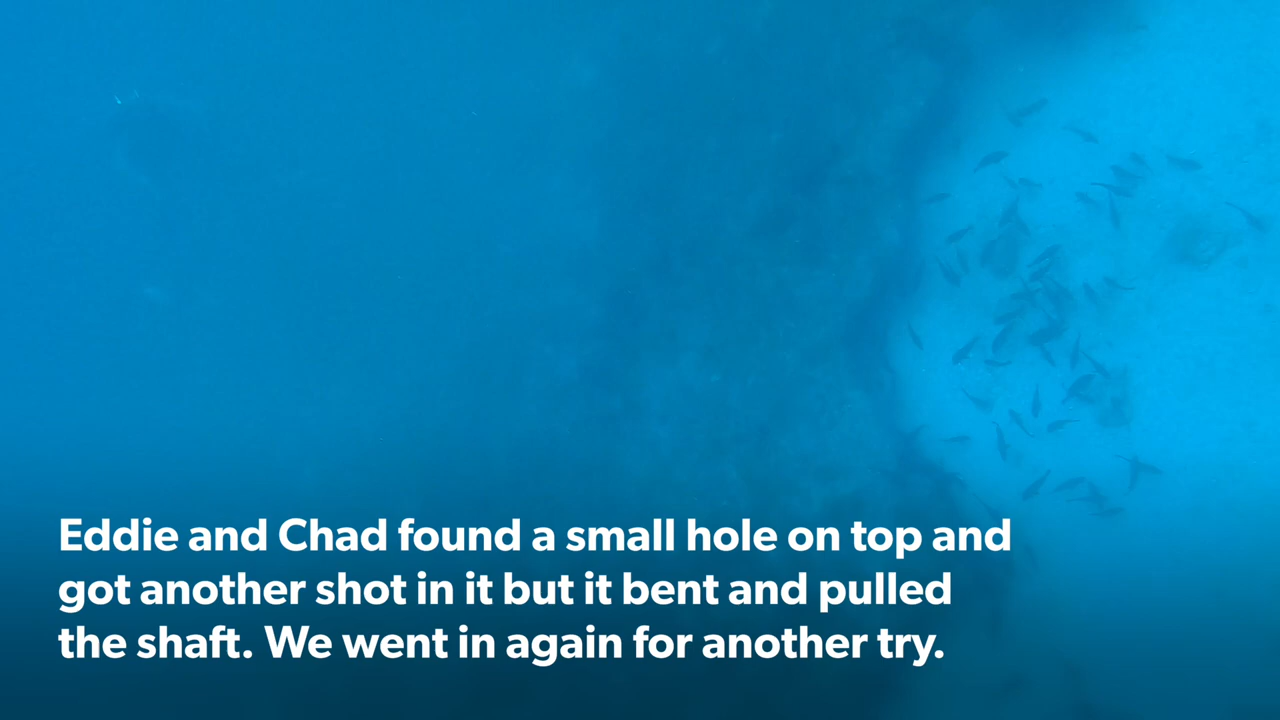 Eddie and Chad found a small hole on top and
got another shot in it but it bent and pulled
the shaft. We went in again for another try.